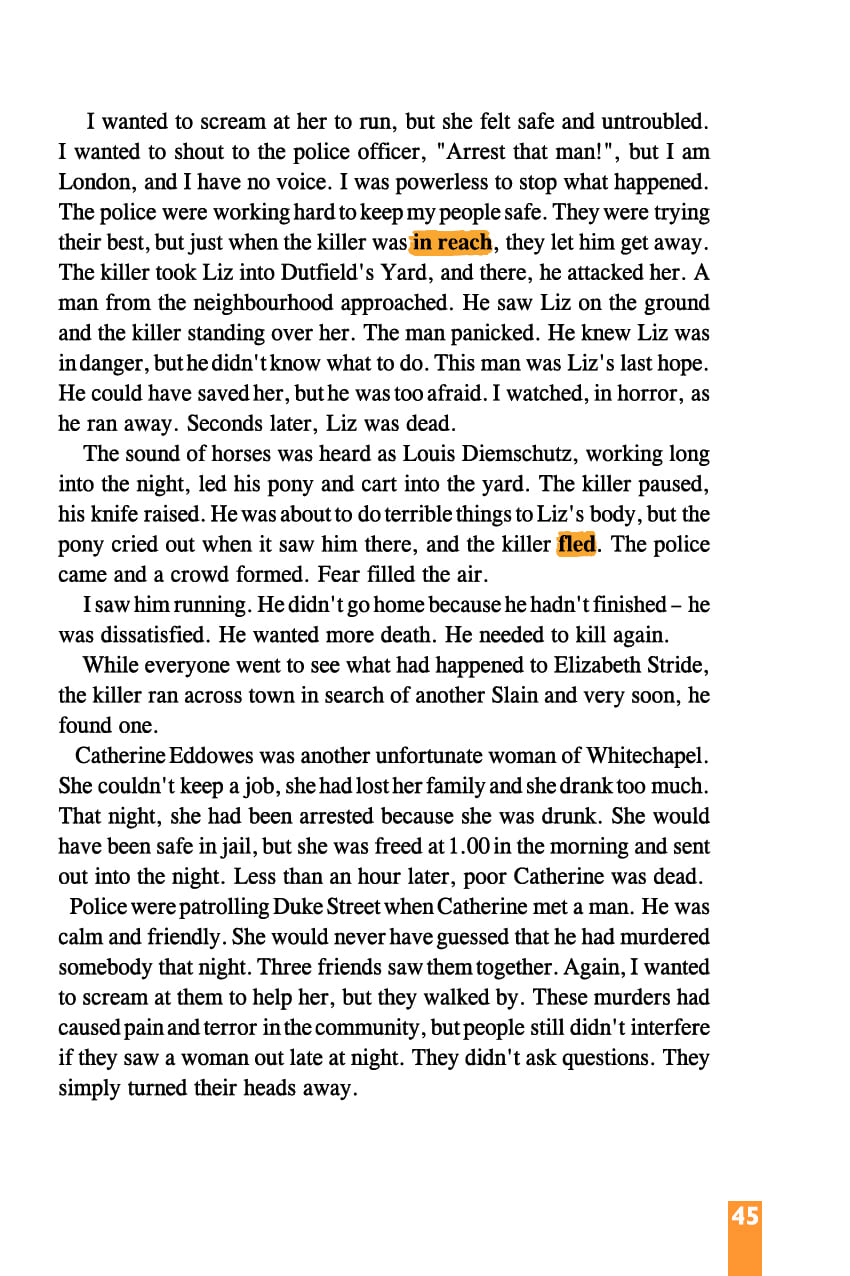 I wanted to scream at her to run, but she felt safe and untroubled.
I wanted to shout to the police officer, "Arrest that man!", but I am
London, and I have no voice. I was powerless to stop what happened.
The police were working hard to keep my people safe. They were trying
their best, but just when the killer was in reach, they let him get away.
The killer took Liz into Dutfield's Yard, and there, he attacked her. A
man from the neighbourhood approached. He saw Liz on the ground
and the killer standing over her. The man panicked. He knew Liz was
in danger, but he didn't know what to do. This man was Liz's last hope.
He could have saved her, but he was too afraid. I watched, in horror, as
he ran away. Seconds later, Liz was dead.
The sound of horses was heard as Louis Diemschutz, working long
into the night, led his pony and cart into the yard. The killer paused,
his knife raised. He was about to do terrible things to Liz's body, but the
pony cried out when it saw him there, and the killer fled. The police
came and a crowd formed. Fear filled the air.
I saw him running. He didn't go home because he hadn't finished – he
was dissatisfied. He wanted more death. He needed to kill again.
While everyone went to see what had happened to Elizabeth Stride,
the killer ran across town in search of another Slain and very soon, he
found one.
Catherine Eddowes was another unfortunate woman of Whitechapel.
She couldn't keep a job, she had lost her family and she drank too much.
That night, she had been arrested because she was drunk. She would
have been safe in jail, but she was freed at 1.00 in the morning and sent
out into the night. Less than an hour later, poor Catherine was dead.
Police were patrolling Duke Street when Catherine met a man. He was
calm and friendly. She would never have guessed that he had murdered
somebody that night. Three friends saw them together. Again, I wanted
to scream at them to help her, but they walked by. These murders had
caused pain and terror in the community, but people still didn't interfere
if they saw a woman out late at night. They didn't ask questions. They
simply turned their heads away.
45